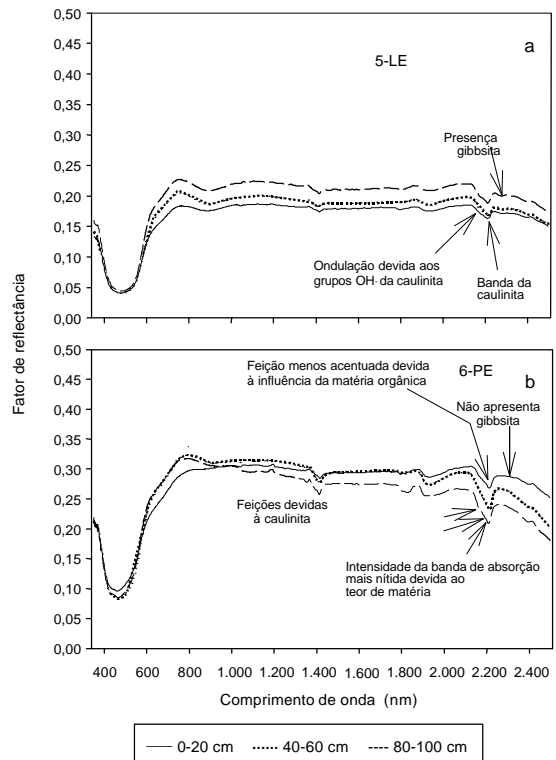 0,50
a
5-LE
0,45
0,40
0,35
0,30
Presença
gibbsita
0,25
0,20
0,15
0,10
Ondulação devida aos
grupos OH- da caulinita
Banda da
caulinita
0,05
0,00
Fator de reflectância
0,50
Feição menos acentuada devida
à influência da matéria orgânica
6-PE
b
0,45
0,40
Não apresenta
gibbsita
0,35
0,30
0,25
Feições devidas
à caulinita
0,20
0,15
Intensidade da banda de absorção
mais nítida devida ao
teor de matéria
0,10
0,05
0,00
400 600 800 1.000 1.200 1.400 1.600 1.800 2.000 2.200 2.400
Comprimento de onda (nm)
0-20 cm 40-60 cm 80-100 cm